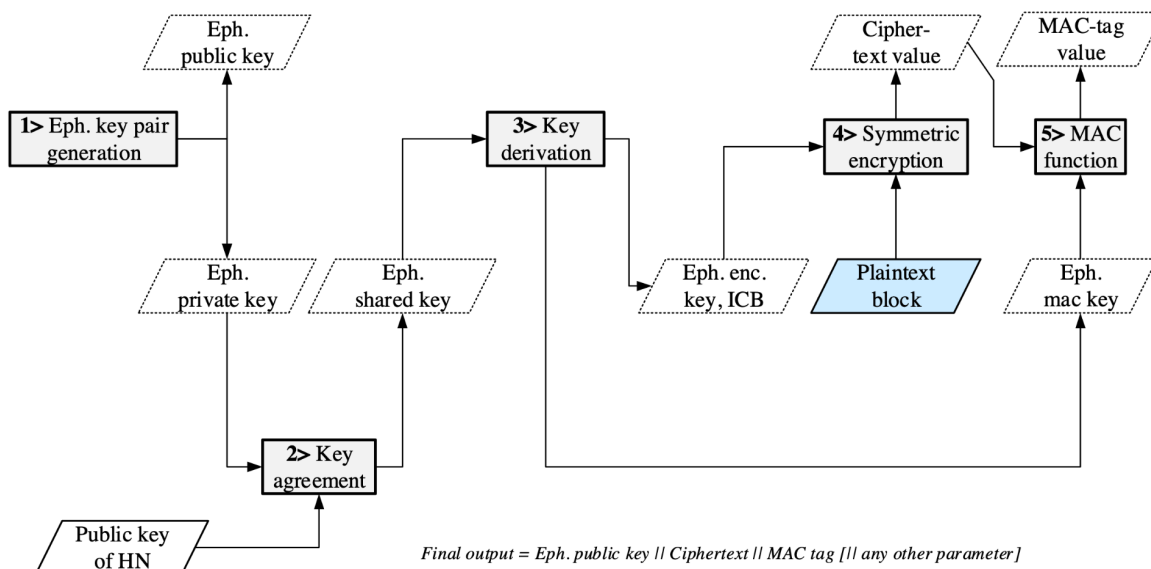 Eph.
public key
Cipher-
text value
MAC-tag
value
1> Eph. key pair
generation
3> Key
derivation
4> Symmetric
encryption
5> MAC
function
Eph.
private key
Eph.
shared key
Eph. enc.
key, ICB
Plaintext
block
Eph.
mac key
2> Key
agreement
Public key
of HN
Final output = Eph. public key || Ciphertext || MAC tag [|| any other parameter]